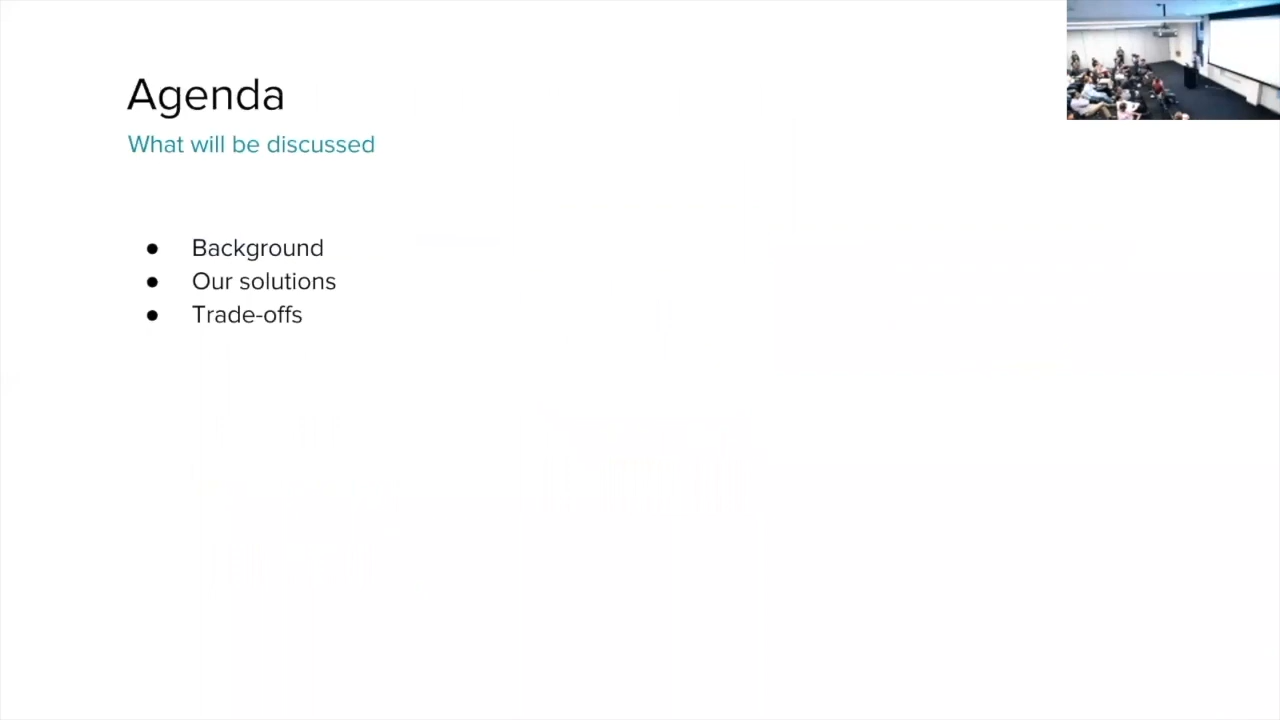 Agenda
What will be discussed
● Background
● Our solutions
● Trade-offs